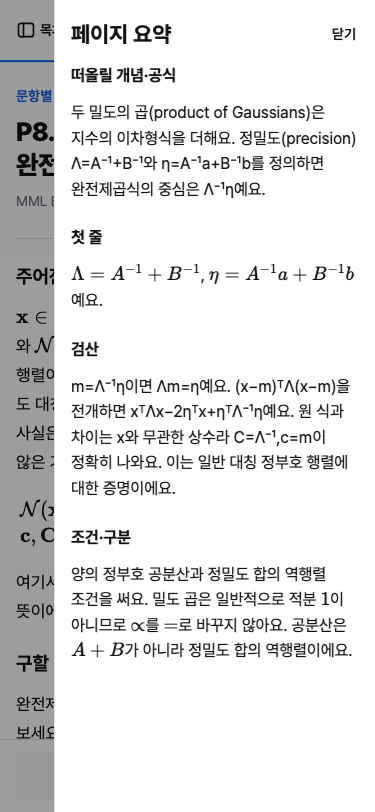 목
문항별
P8.
완전
MML
주어
x ∈
와 𝒩
행렬이
도 대칭
사실은
않은
𝒩(x
c, C
여기서
뜻이에
구할
완전제
보세요
페이지 요약
닫기
떠올릴 개념·공식
두 밀도의 곱(product of Gaussians)은
지수의 이차형식을 더해요. 정밀도(precision)
Λ=A⁻¹+B⁻¹와 η=A⁻¹a+B⁻¹b를 정의하면
완전제곱식의 중심은 Λ⁻¹η예요.
첫 줄
Λ = A⁻¹ + B⁻¹, η = A⁻¹a + B⁻¹b
예요.
검산
m=Λ⁻¹η이면 Λm=η예요. (x−m)ᵀΛ(x−m)을
전개하면 xᵀΛx−2ηᵀx+ηᵀΛ⁻¹η예요. 원 식과
차이는 x와 무관한 상수라 C=Λ⁻¹,c=m이
정확히 나와요. 이는 일반 대칭 정부호 행렬에
대한 증명이에요.
조건·구분
양의 정부호 공분산과 정밀도 합의 역행렬
조건을 써요. 밀도 곱은 일반적으로 적분 1이
아니므로 ∝를 =로 바꾸지 않아요. 공분산은
A + B가 아니라 정밀도 합의 역행렬이에요.